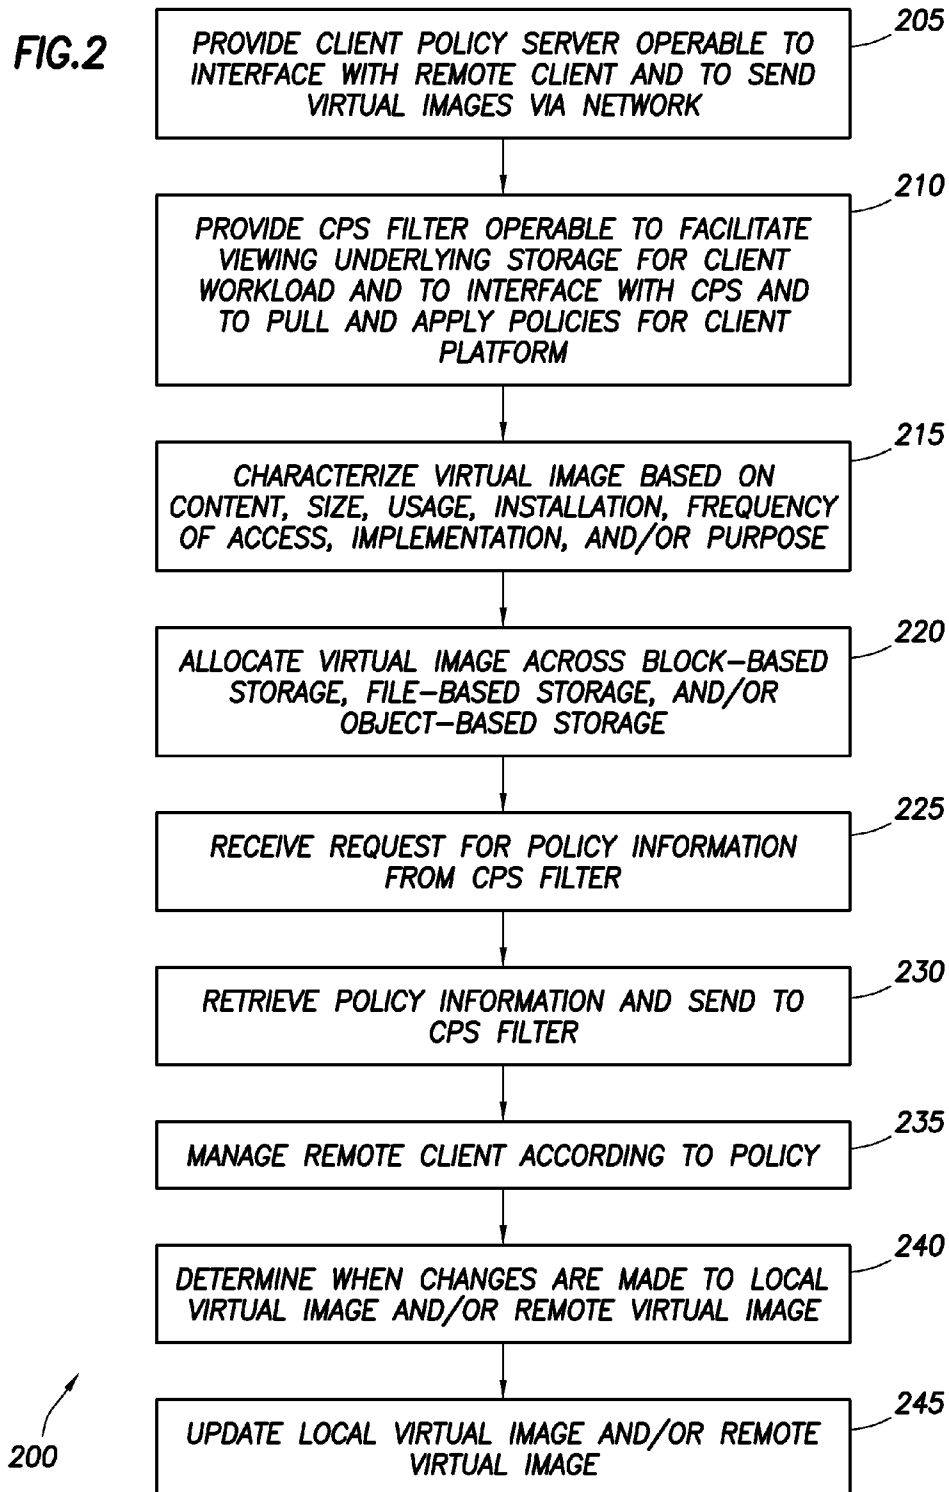 FIG.2
205
PROVIDE CLIENT POLICY SERVER OPERABLE TO
INTERFACE WITH REMOTE CLIENT AND TO SEND
VIRTUAL IMAGES VIA NETWORK
210
PROVIDE CPS FILTER OPERABLE TO FACILITATE
VIEWING UNDERLYING STORAGE FOR CLIENT
WORKLOAD AND TO INTERFACE WITH CPS AND
TO PULL AND APPLY POLICIES FOR CLIENT
PLATFORM
215
CHARACTERIZE VIRTUAL IMAGE BASED ON
CONTENT, SIZE, USAGE, INSTALLATION, FREQUENCY
OF ACCESS, IMPLEMENTATION, AND/OR PURPOSE
220
ALLOCATE VIRTUAL IMAGE ACROSS BLOCK-BASED
STORAGE, FILE-BASED STORAGE, AND/OR
OBJECT-BASED STORAGE
225
RECEIVE REQUEST FOR POLICY INFORMATION
FROM CPS FILTER
230
RETRIEVE POLICY INFORMATION AND SEND TO
CPS FILTER
235
MANAGE REMOTE CLIENT ACCORDING TO POLICY
240
DETERMINE WHEN CHANGES ARE MADE TO LOCAL
VIRTUAL IMAGE AND/OR REMOTE VIRTUAL IMAGE
245
UPDATE LOCAL VIRTUAL IMAGE AND/OR REMOTE
VIRTUAL IMAGE
200